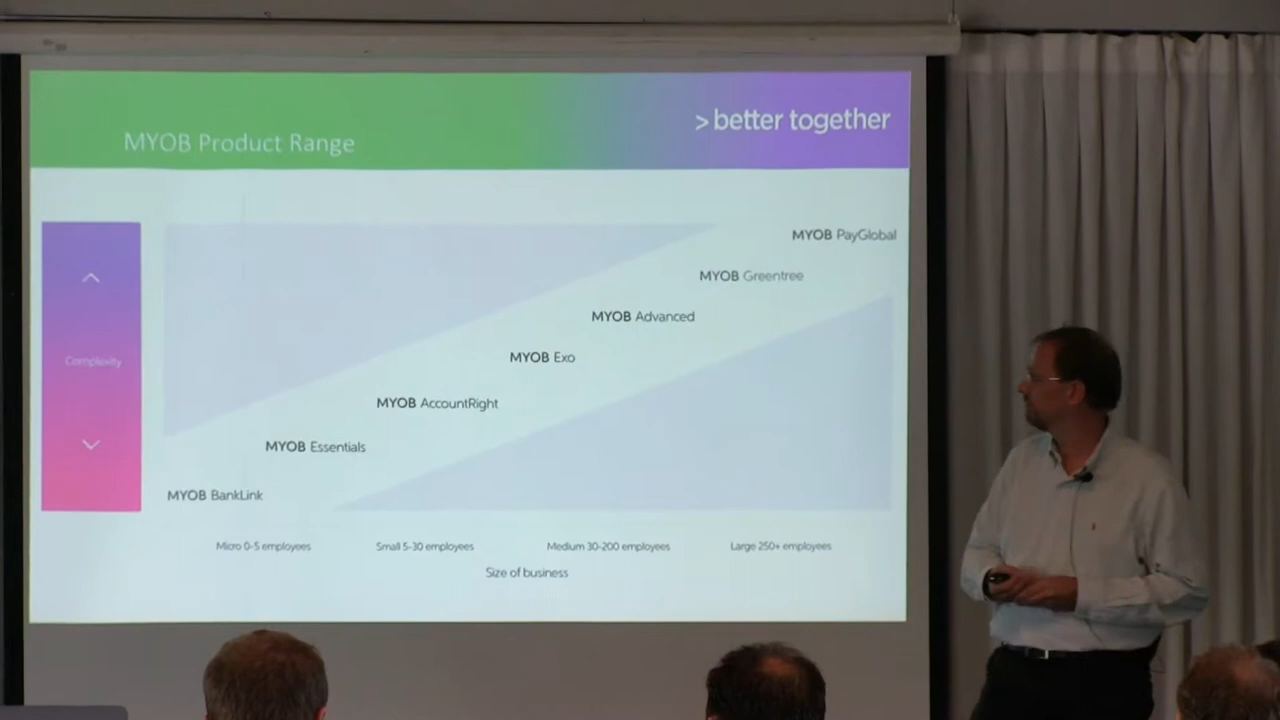 MYOB Product Range
>better together
MYOB PayGlobal
MYOB Greentree
MYOB Advanced
MYOB Exo
Complexity
MYOB AccountRight
MYOB Essentials
MYOB BankLink
Micro 0-5 employees
Small 5-30 employees
Medium 30-200 employees
Large 250+ employees
Size of business